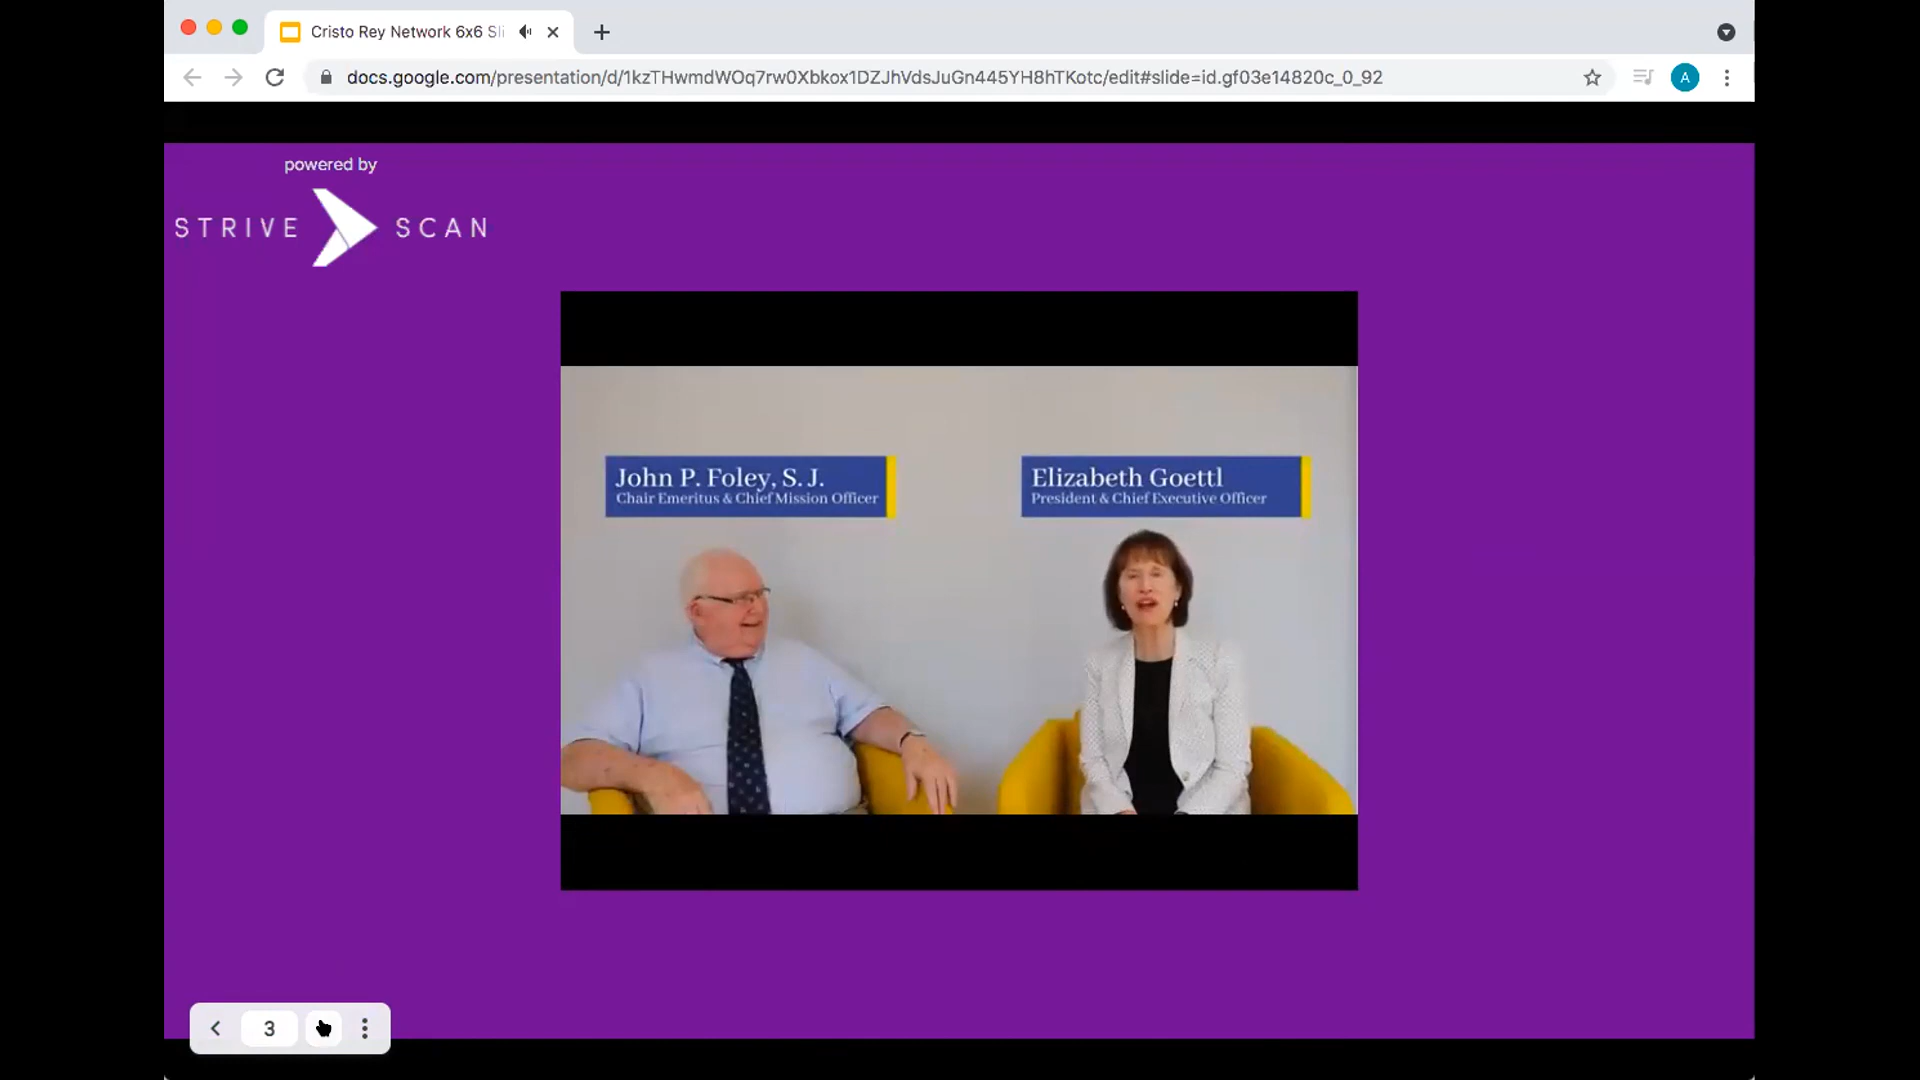 Cristo Rey Network 6x6 Sli
docs.google.com/presentation/d/1kzTHwmdWOq7rw0Xbkox1DZJhVdsJuGn445YH8hTKotc/edit#slide=id.gf03e14820c_0_92
A
powered by
STRIVE SCAN
John P. Foley, S. J.
Chair Emeritus & Chief Mission Officer
Elizabeth Goettl
President & Chief Executive Officer
3